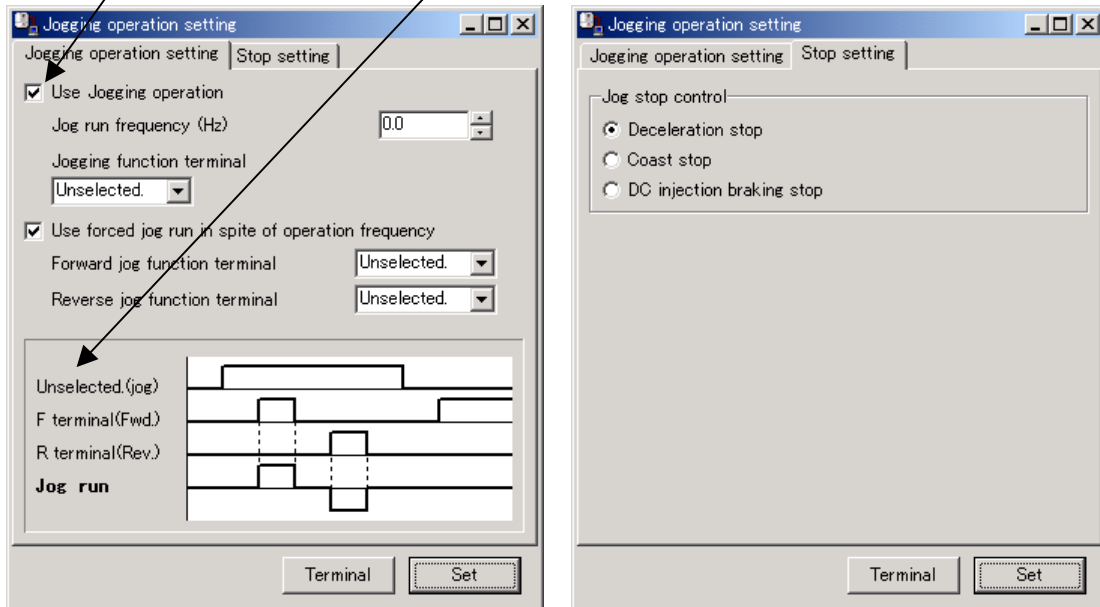 Jogging operation setting
Jogging operation setting Stop setting
Use Jogging operation
Jog run frequency (Hz) 0.0
Jogging function terminal
Unselected.
Use forced jog run in spite of operation frequency
Forward jog function terminal Unselected.
Reverse jog function terminal Unselected.
Unselected.(jog)
F terminal(Fwd.)
R terminal(Rev.)
Jog run
Terminal Set
Jogging operation setting
Jogging operation setting Stop setting
Jog stop control
Deceleration stop
Coast stop
DC injection braking stop
Terminal Set